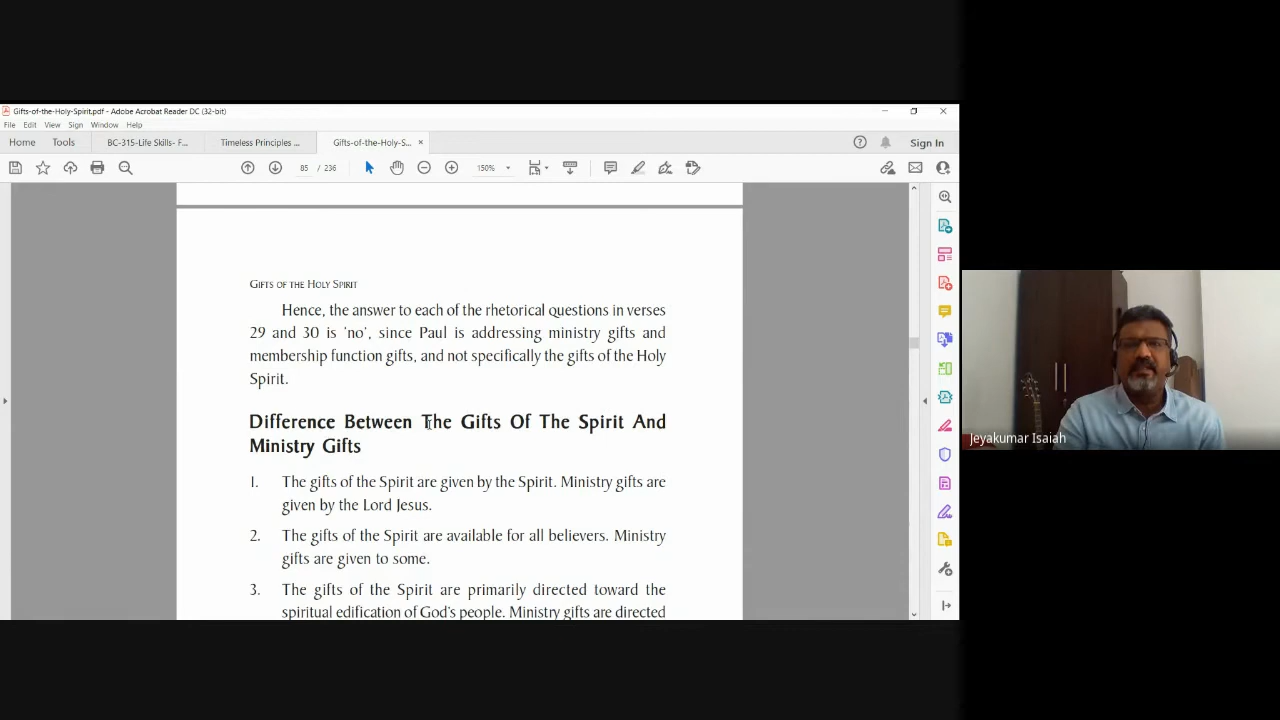 Gifts-of-the-Holy-Spirit.pdf - Adobe Acrobat Reader DC (32-bit)
File Edit View Sign Window Help
Home Tools BC-315-Life Skills- F... Timeless Principles ... Gifts-of-the-Holy-S... × Sign In
85 / 236 150%
GIFTS OF THE HOLY SPIRIT
Hence, the answer to each of the rhetorical questions in verses
29 and 30 is ‘no’, since Paul is addressing ministry gifts and
membership function gifts, and not specifically the gifts of the Holy
Spirit.
Difference Between The Gifts Of The Spirit And
Ministry Gifts
1. The gifts of the Spirit are given by the Spirit. Ministry gifts are
given by the Lord Jesus.
2. The gifts of the Spirit are available for all believers. Ministry
gifts are given to some.
3. The gifts of the Spirit are primarily directed toward the
spiritual edification of God’s people. Ministry gifts are directed
Jeyakumar Isaiah